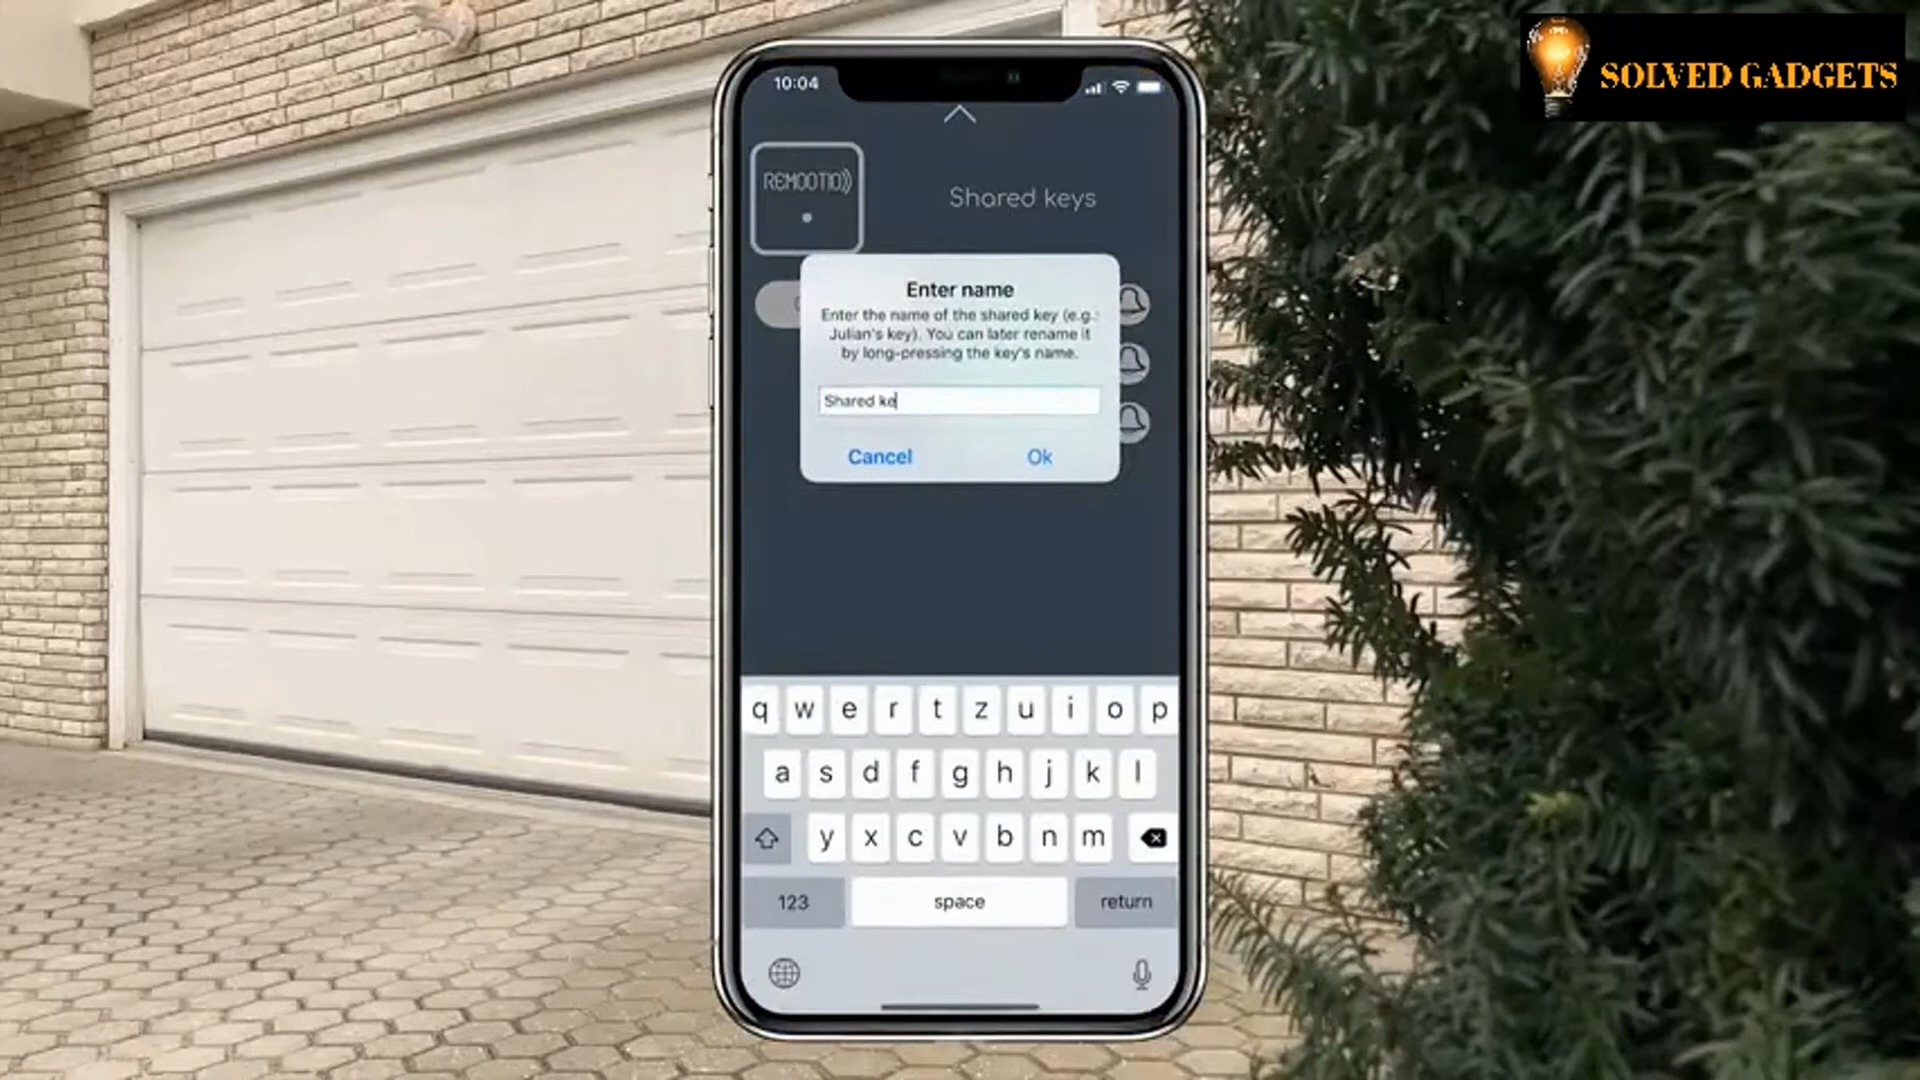 SOLVED GADGETS
10:04
REMOOTIO
Shared keys
Enter name
Enter the name of the shared key (e.g.:
Julian's key). You can later rename it
by long-pressing the key's name.
Shared ke
Cancel
Ok
q w e r t z u i o p
a s d f g h j k l
y x c v b n m
123
space
return